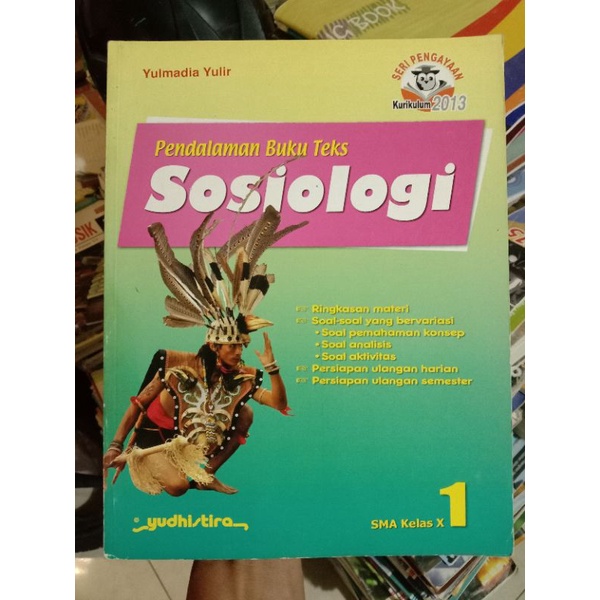 Yulmadia Yulir
SERI PENGAYAAN
Kurikulum 2013
Pendalaman Buku Teks
Sosiologi
Ringkasan materi
Soal-soal yang bervariasi
• Soal pemahaman konsep
• Soal analisis
• Soal aktivitas
Persiapan ulangan harian
Persiapan ulangan semester
yudhistira
SMA Kelas X 1
BOOK